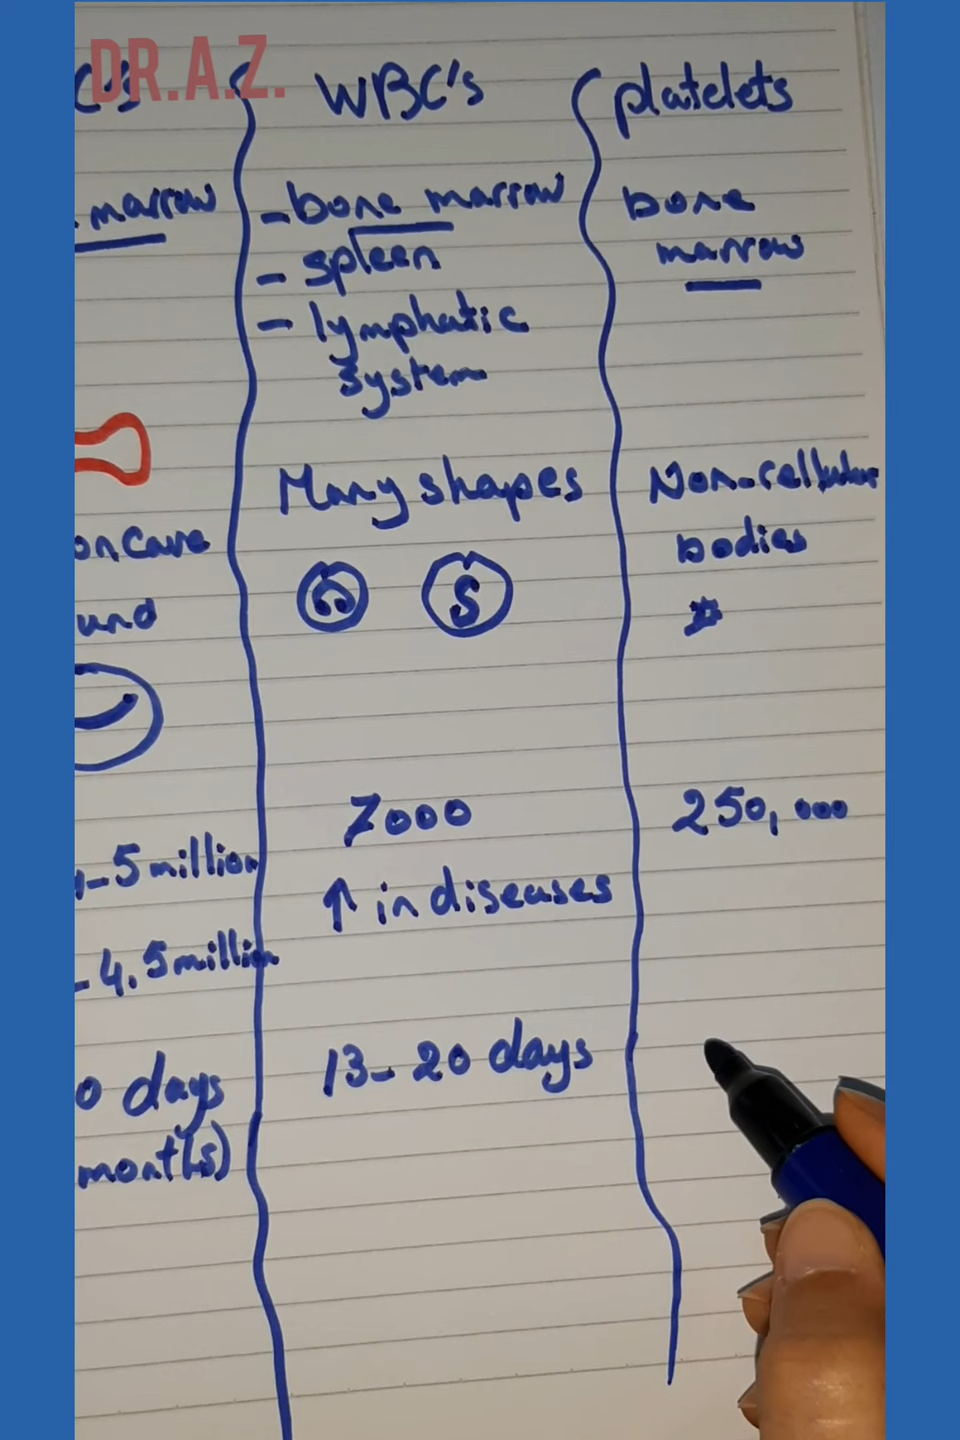 DR.A.Z.
C's
WBC's
platelets
marrow
- bone marrow
- spleen
- lymphatic
system
bone
marrow
oncave
und
Many shapes
Non-cellular
bodies
S
- 5 million
- 4.5 million
7000
↑ in diseases
250,000
0 days
months)
13-20 days